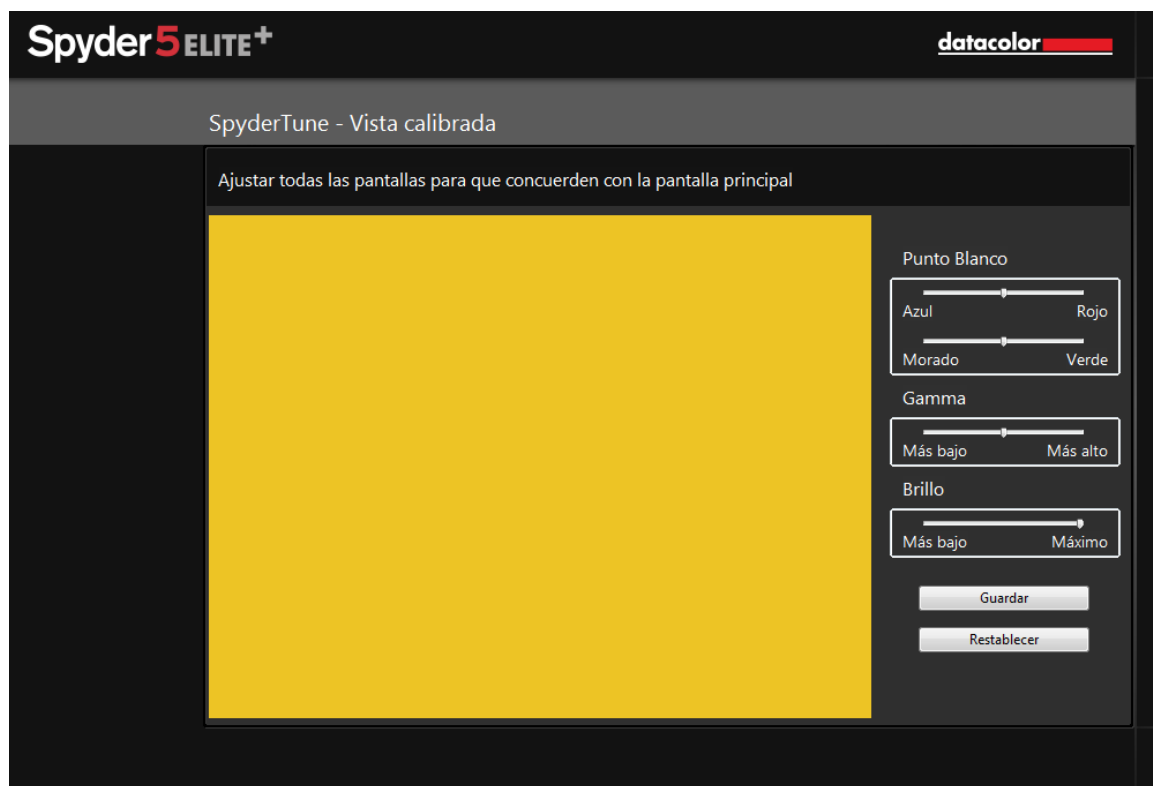 Spyder5ELITE+
datacolor
SpyderTune - Vista calibrada
Ajustar todas las pantallas para que concuerden con la pantalla principal
Punto Blanco
Azul Rojo
Morado Verde
Gamma
Más bajo Más alto
Brillo
Más bajo Máximo
Guardar
Restablecer